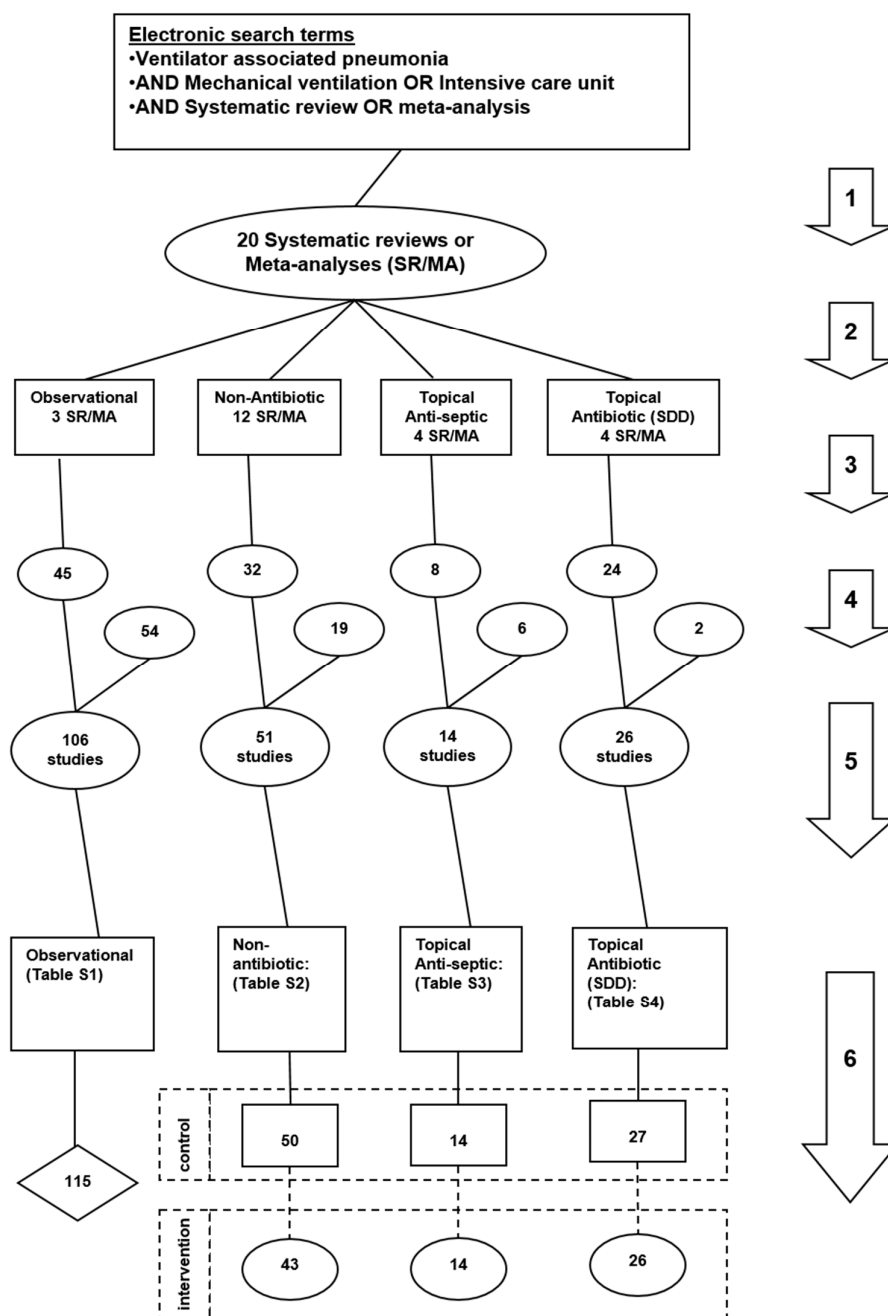 Electronic search terms
•Ventilator associated pneumonia
•AND Mechanical ventilation OR Intensive care unit
•AND Systematic review OR meta-analysis
1
20 Systematic reviews or
Meta-analyses (SR/MA)
2
Observational
3 SR/MA
Non-Antibiotic
12 SR/MA
Topical
Anti-septic
4 SR/MA
Topical
Antibiotic (SDD)
4 SR/MA
3
45
32
8
24
4
54
19
6
2
106
studies
51
studies
14
studies
26
studies
5
Observational
(Table S1)
Non-
antibiotic:
(Table S2)
Topical
Anti-septic:
(Table S3)
Topical
Antibiotic
(SDD):
(Table S4)
6
control
50
14
27
115
intervention
43
14
26